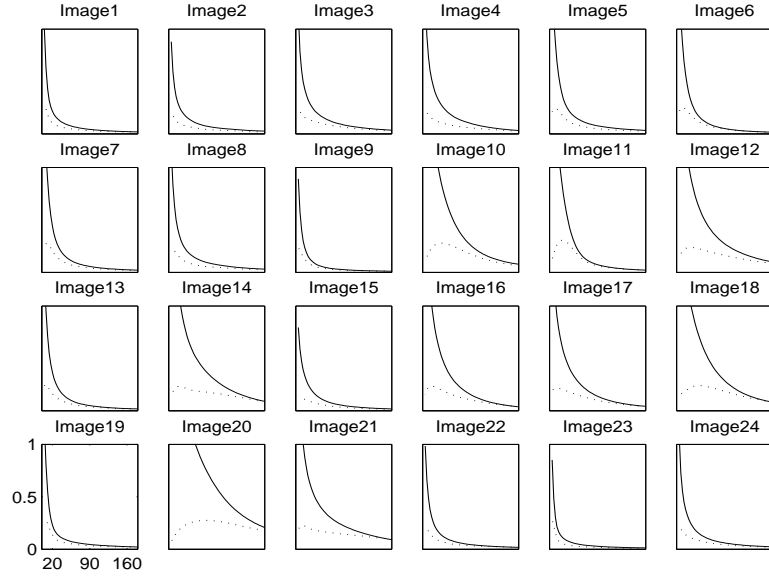 Image1 Image2 Image3 Image4 Image5 Image6
Image7 Image8 Image9 Image10 Image11 Image12
Image13 Image14 Image15 Image16 Image17 Image18
Image19 Image20 Image21 Image22 Image23 Image24
1
0.5
0
20 90 160